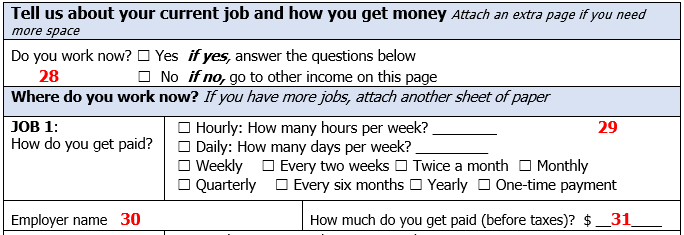 Tell us about your current job and how you get money Attach an extra page if you need
more space
Do you work now? ☐ Yes if yes, answer the questions below
28 ☐ No if no, go to other income on this page
Where do you work now? If you have more jobs, attach another sheet of paper
JOB 1: ☐ Hourly: How many hours per week? ________ 29
How do you get paid? ☐ Daily: How many days per week? __________
☐ Weekly ☐ Every two weeks ☐ Twice a month ☐ Monthly
☐ Quarterly ☐ Every six months ☐ Yearly ☐ One-time payment
Employer name 30 How much do you get paid (before taxes)? $ __31____